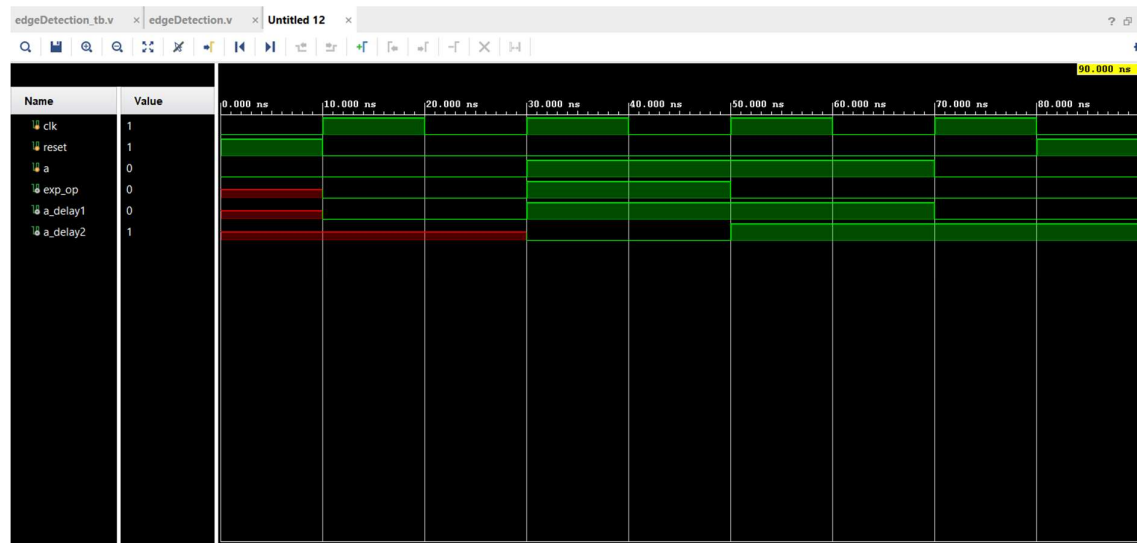 edgeDetection_tb.v × edgeDetection.v × Untitled 12 × ?
90.000 ns
Name Value 0.000 ns 10.000 ns 20.000 ns 30.000 ns 40.000 ns 50.000 ns 60.000 ns 70.000 ns 80.000 ns
clk 1
reset 1
a 0
exp_op 0
a_delay1 0
a_delay2 1